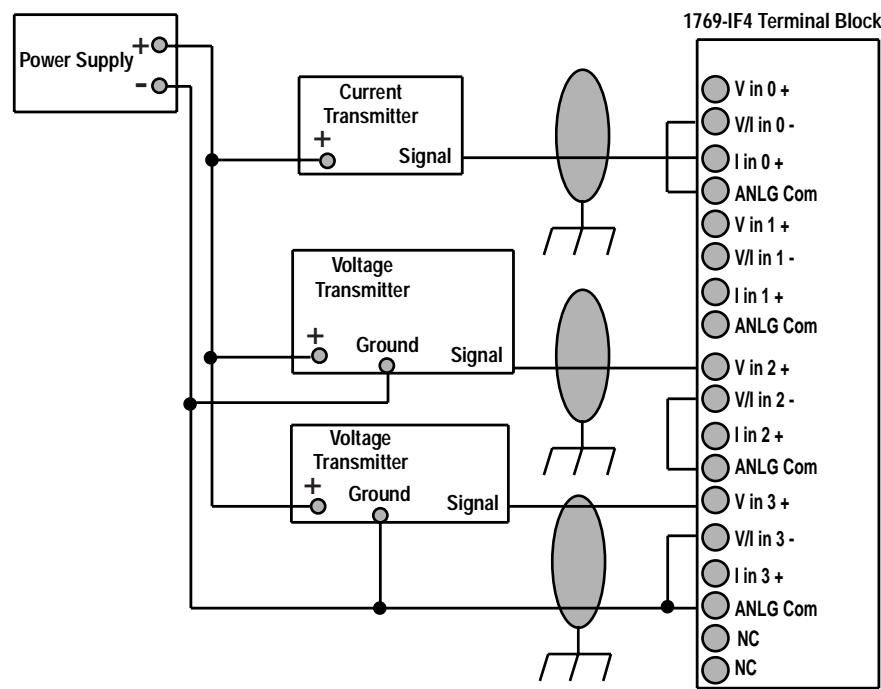 1769-IF4 Terminal Block
Power Supply
+
-
Current
Transmitter
+
Signal
Voltage
Transmitter
+
Ground
Signal
Voltage
Transmitter
+
Ground
Signal
V in 0 +
V/I in 0 -
I in 0 +
ANLG Com
V in 1 +
V/I in 1 -
I in 1 +
ANLG Com
V in 2 +
V/I in 2 -
I in 2 +
ANLG Com
V in 3 +
V/I in 3 -
I in 3 +
ANLG Com
NC
NC